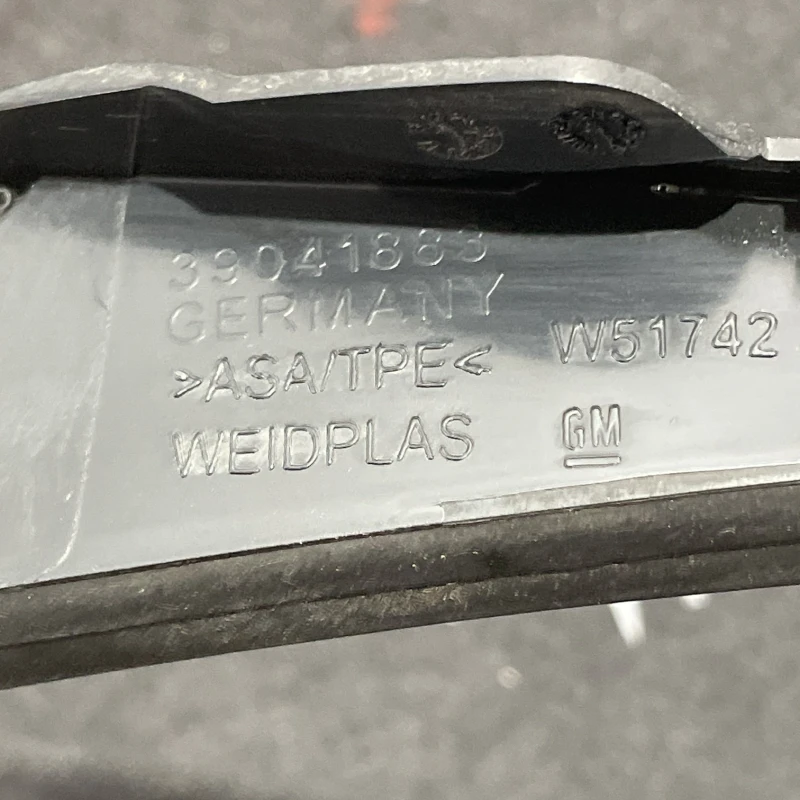 39041883
GERMANY
>ASA/TPE<
W51742
WEIDPLAS
GM